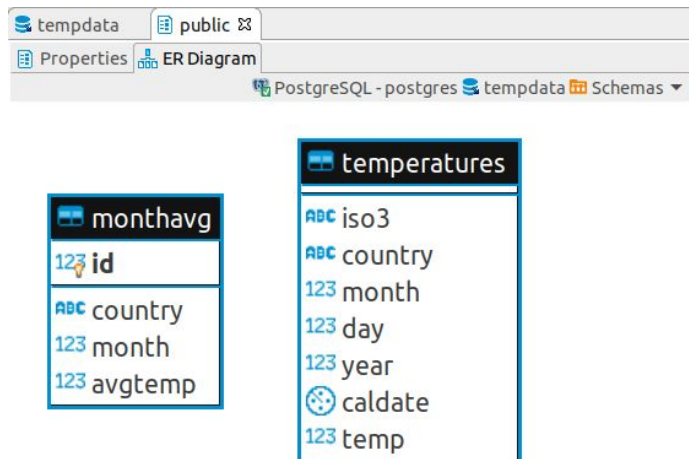 tempdata public
Properties ER Diagram
PostgreSQL - postgres tempdata Schemas
monthavg
123 id
ABC country
123 month
123 avgtemp
temperatures
ABC iso3
ABC country
123 month
123 day
123 year
caldate
123 temp